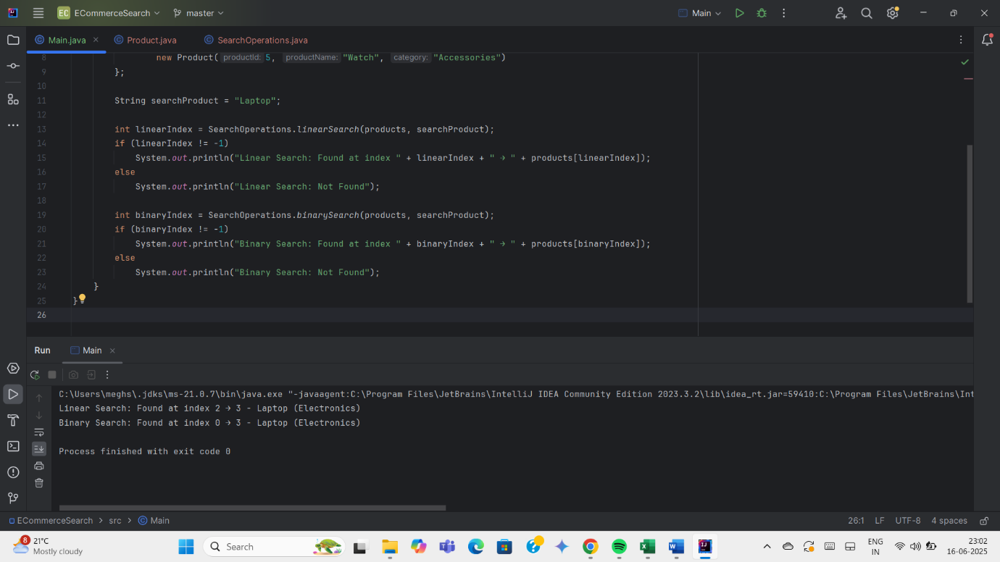 EC ECommerceSearch master Main
Main.java Product.java SearchOperations.java
8 new Product( productId: 5, productName: "Watch", category: "Accessories")
9 };
10
11 String searchProduct = "Laptop";
12
13 int linearIndex = SearchOperations.linearSearch(products, searchProduct);
14 if (linearIndex != -1)
15 System.out.println("Linear Search: Found at index " + linearIndex + " → " + products[linearIndex]);
16 else
17 System.out.println("Linear Search: Not Found");
18
19 int binaryIndex = SearchOperations.binarySearch(products, searchProduct);
20 if (binaryIndex != -1)
21 System.out.println("Binary Search: Found at index " + binaryIndex + " → " + products[binaryIndex]);
22 else
23 System.out.println("Binary Search: Not Found");
24 }
25 }
26
Run Main
C:\Users\meghs\.jdks\ms-21.0.7\bin\java.exe "-javaagent:C:\Program Files\JetBrains\IntelliJ IDEA Community Edition 2023.3.2\lib\idea_rt.jar=59410:C:\Program Files\JetBrains\Int
Linear Search: Found at index 2 → 3 - Laptop (Electronics)
Binary Search: Found at index 0 → 3 - Laptop (Electronics)
Process finished with exit code 0
ECommerceSearch > src > Main 26:1 LF UTF-8 4 spaces
8 21°C
Mostly cloudy
Search
ENG
IN
23:02
16-06-2025